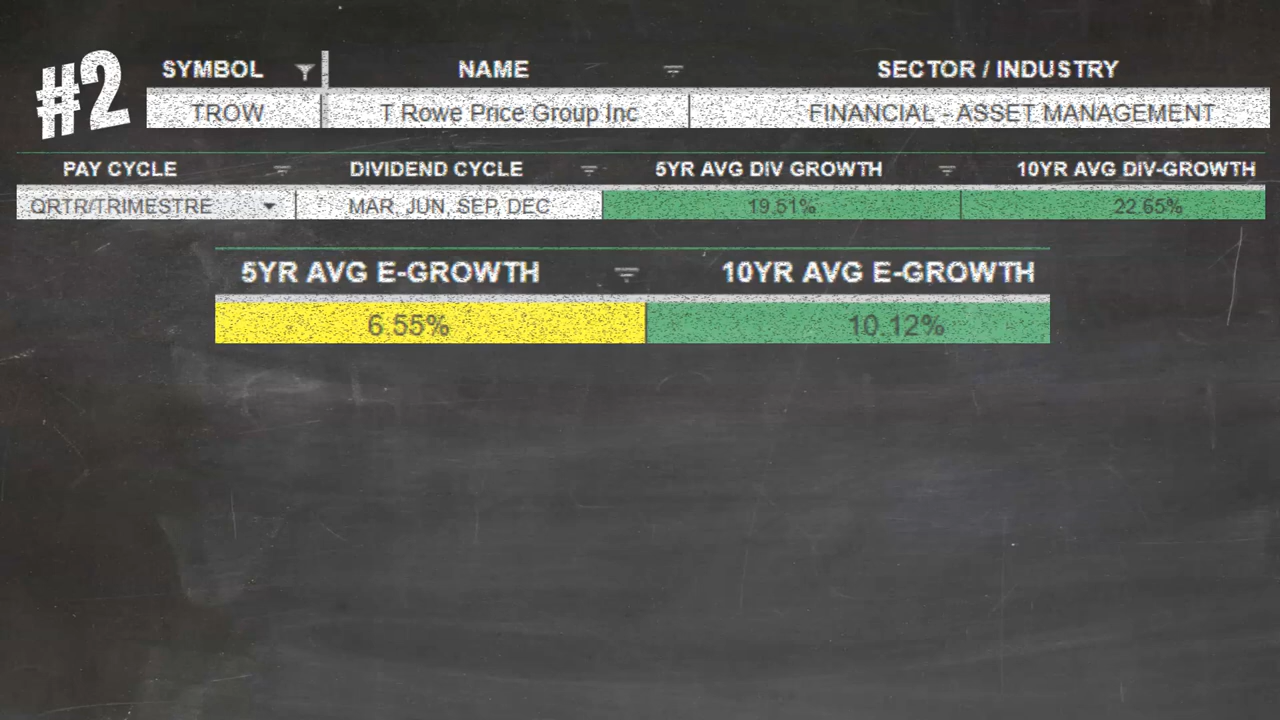 #2
SYMBOL NAME SECTOR / INDUSTRY
TROW T Rowe Price Group Inc FINANCIAL - ASSET MANAGEMENT
PAY CYCLE DIVIDEND CYCLE 5YR AVG DIV GROWTH 10YR AVG DIV-GROWTH
QRTR/TRIMESTRE MAR, JUN, SEP, DEC 19.51% 22.65%
5YR AVG E-GROWTH 10YR AVG E-GROWTH
6.55% 10.12%